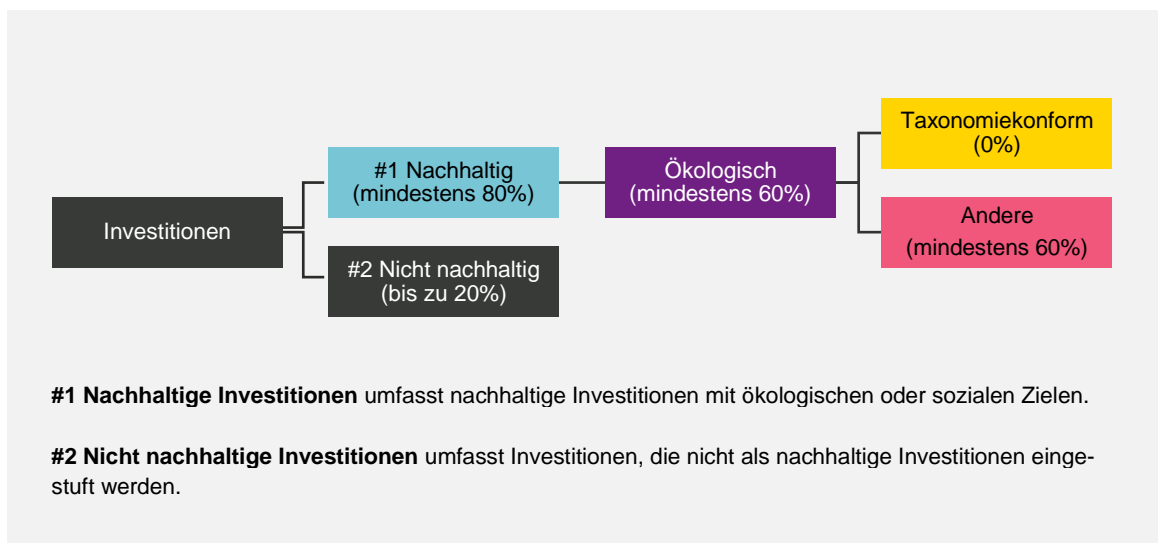 Investitionen
#1 Nachhaltig
(mindestens 80%)
#2 Nicht nachhaltig
(bis zu 20%)
Ökologisch
(mindestens 60%)
Taxonomiekonform
(0%)
Andere
(mindestens 60%)
#1 Nachhaltige Investitionen umfasst nachhaltige Investitionen mit ökologischen oder sozialen Zielen.
#2 Nicht nachhaltige Investitionen umfasst Investitionen, die nicht als nachhaltige Investitionen einge-
stuft werden.